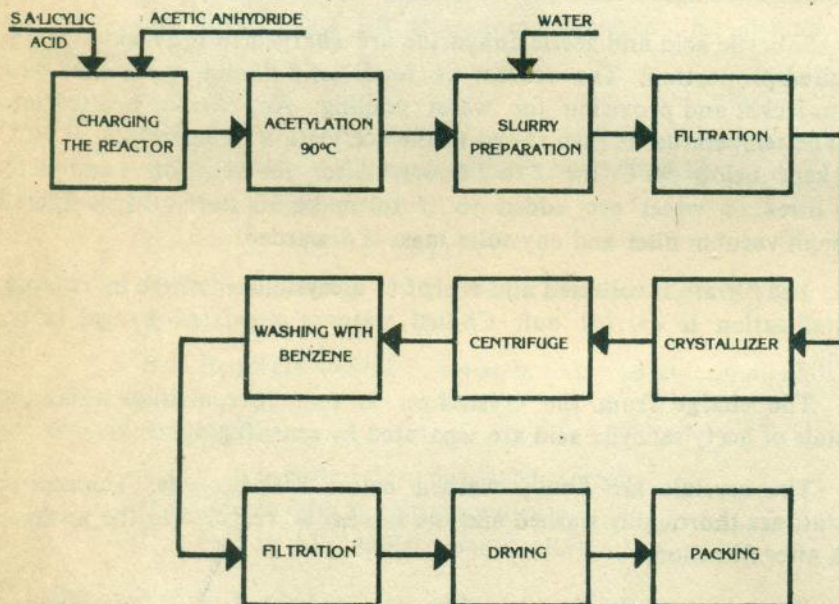 SALICYLIC
ACID
ACETIC ANHYDRIDE
WATER
CHARGING
THE REACTOR
ACETYLATION
90°C
SLURRY
PREPARATION
FILTRATION
WASHING WITH
BENZENE
CENTRIFUGE
CRYSTALLIZER
FILTRATION
DRYING
PACKING